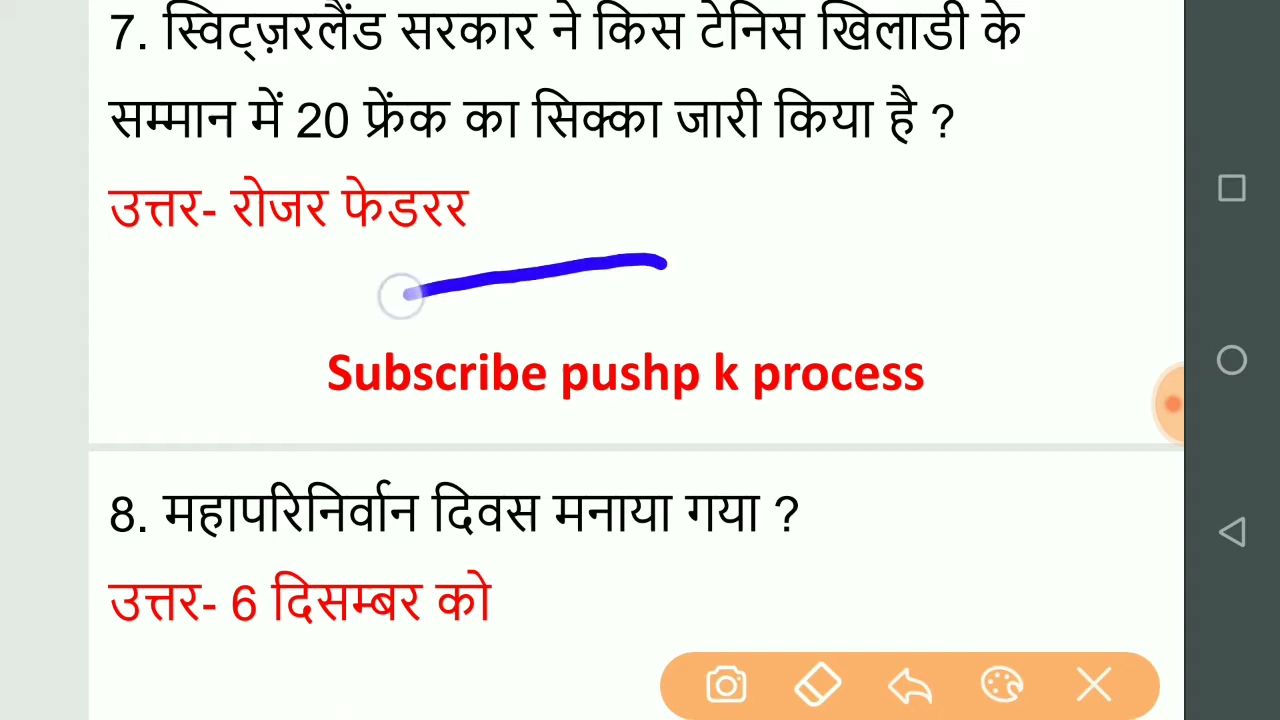 7. स्विट्ज़रलैंड सरकार ने किस टेनिस खिलाडी के
सम्मान में 20 फ्रेंक का सिक्का जारी किया है ?
उत्तर- रोजर फेडरर
Subscribe pushp k process
8. महापरिनिर्वान दिवस मनाया गया ?
उत्तर- 6 दिसम्बर को